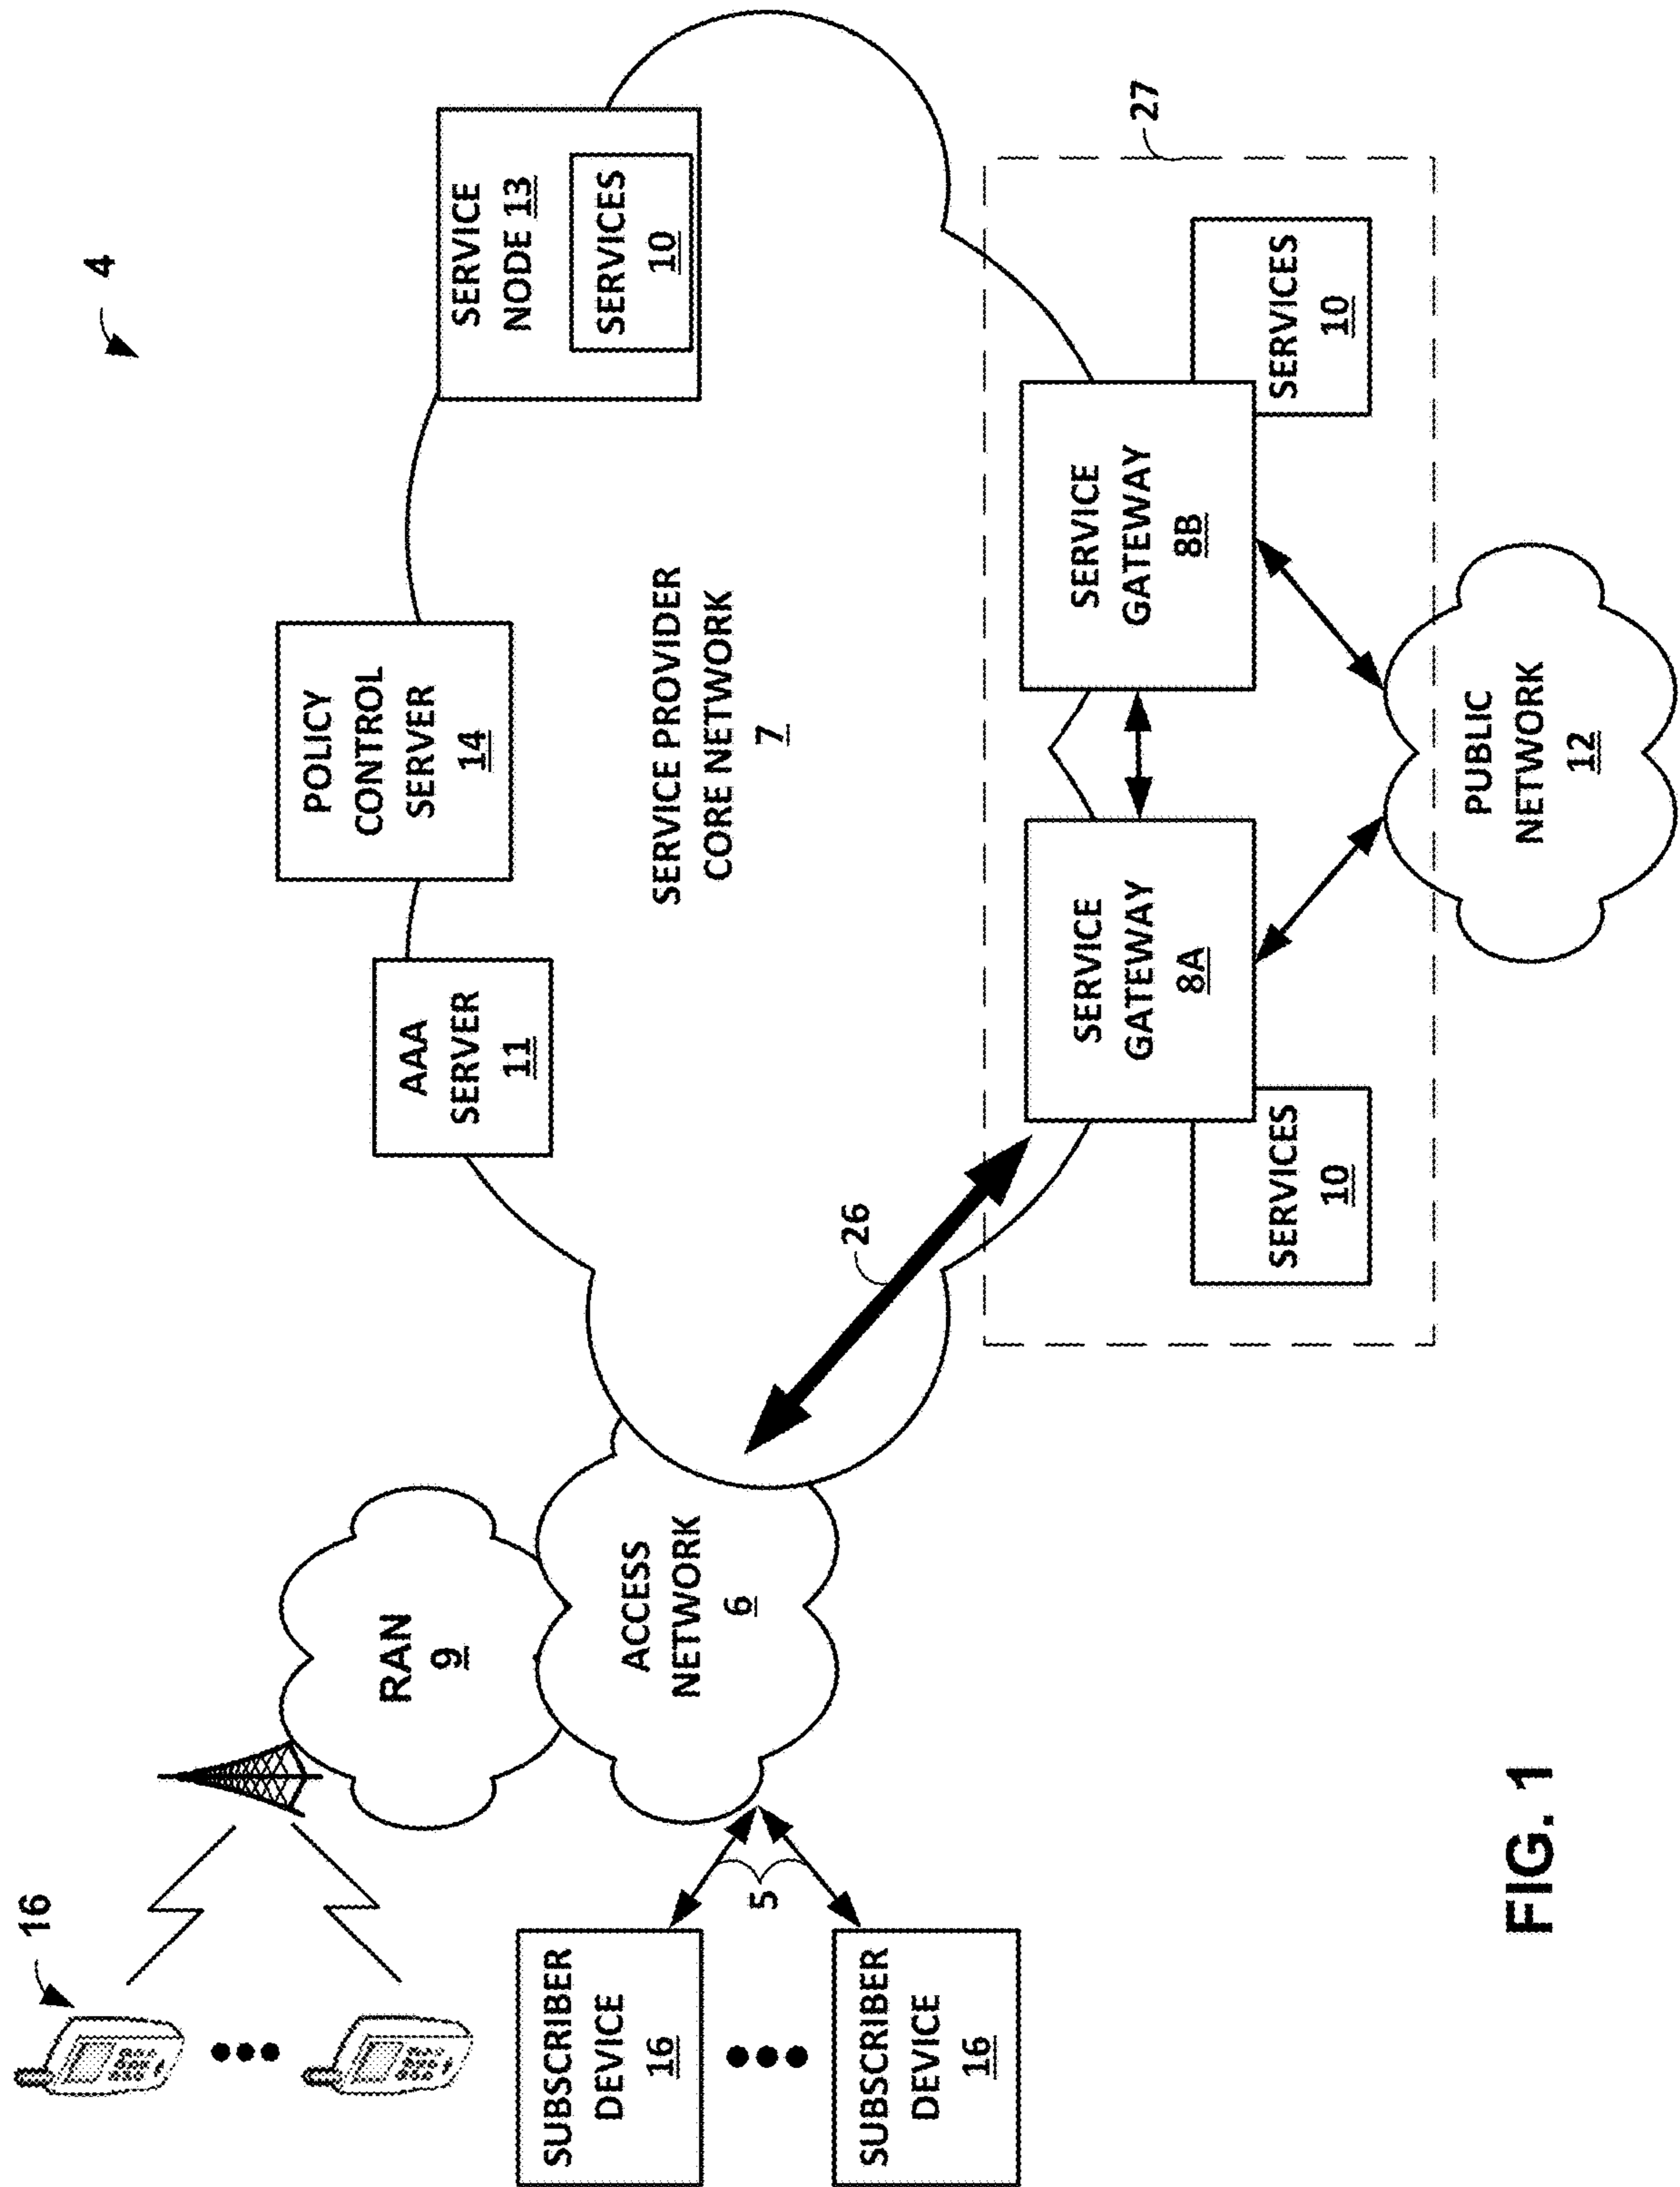 4
SERVICE
NODE 13
SERVICES
10
POLICY
CONTROL
SERVER
14
AAA
SERVER
11
SERVICE PROVIDER
CORE NETWORK
7
16
RAN
9
ACCESS
NETWORK
6
26
27
SUBSCRIBER
DEVICE
16
5
SUBSCRIBER
DEVICE
16
SERVICE
GATEWAY
8A
SERVICE
GATEWAY
8B
SERVICES
10
SERVICES
10
PUBLIC
NETWORK
12
FIG. 1